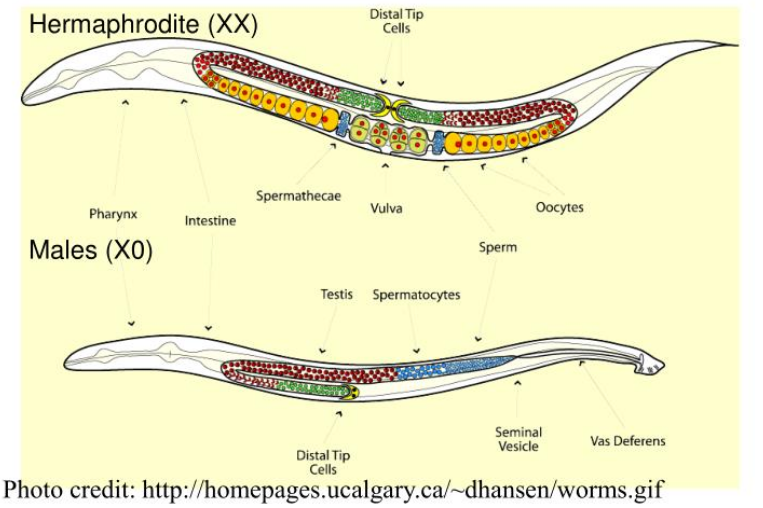 Hermaphrodite (XX)
Distal Tip
Cells
Spermathecae
Vulva
Oocytes
Pharynx
Intestine
Sperm
Males (X0)
Testis
Spermatocytes
Distal Tip
Cells
Seminal
Vesicle
Vas Deferens
Photo credit: http://homepages.ucalgary.ca/~dhansen/worms.gif